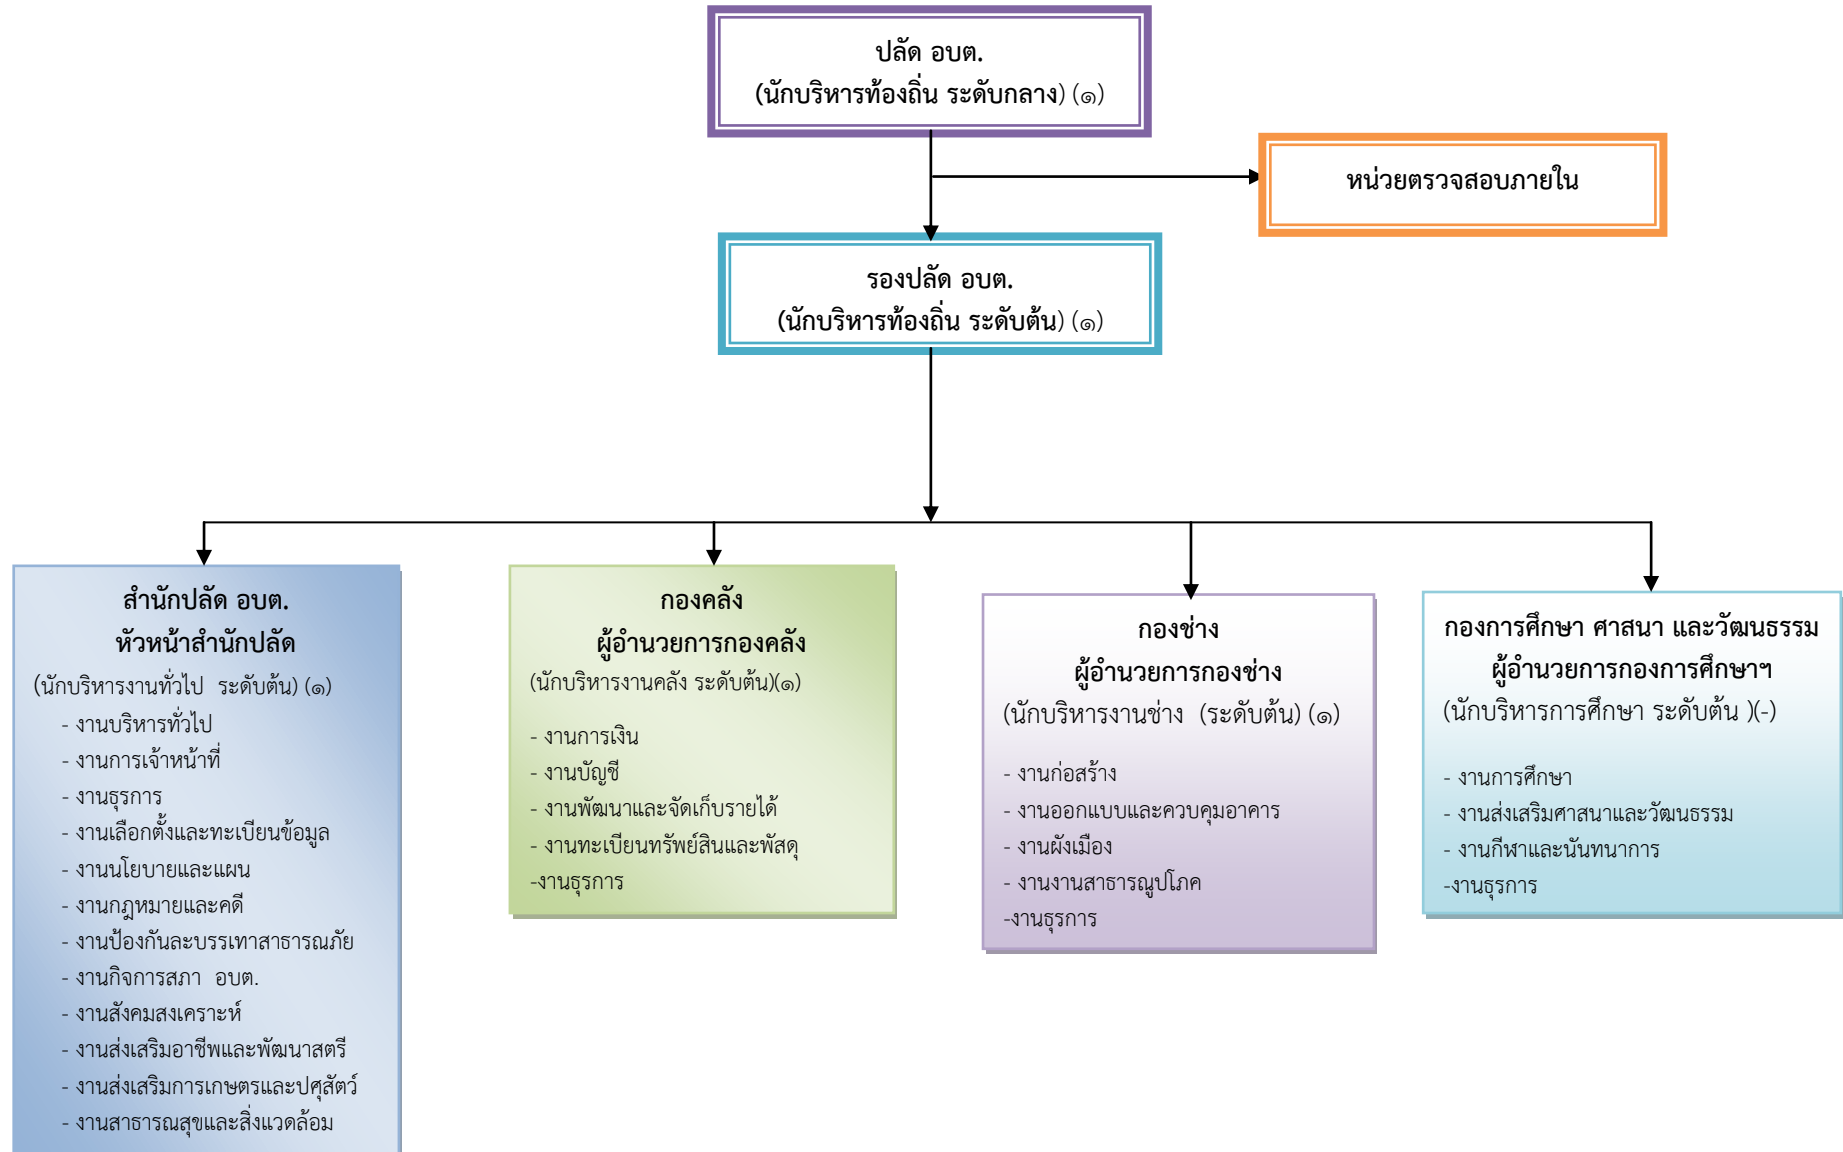 ปลัด อบต.
(นักบริหารท้องถิ่น ระดับกลาง) (๑)
หน่วยตรวจสอบภายใน
รองปลัด อบต.
(นักบริหารท้องถิ่น ระดับต้น) (๑)
สำนักปลัด อบต.
หัวหน้าสำนักปลัด
(นักบริหารงานทั่วไป ระดับต้น) (๑)
- งานบริหารทั่วไป
- งานการเจ้าหน้าที่
- งานธุรการ
- งานเลือกตั้งและทะเบียนข้อมูล
- งานนโยบายและแผน
- งานกฎหมายและคดี
- งานป้องกันละบรรเทาสาธารณภัย
- งานกิจการสภา อบต.
- งานสังคมสงเคราะห์
- งานส่งเสริมอาชีพและพัฒนาสตรี
- งานส่งเสริมการเกษตรและปศุสัตว์
- งานสาธารณสุขและสิ่งแวดล้อม
กองคลัง
ผู้อำนวยการกองคลัง
(นักบริหารงานคลัง ระดับต้น)(๑)
- งานการเงิน
- งานบัญชี
- งานพัฒนาและจัดเก็บรายได้
- งานทะเบียนทรัพย์สินและพัสดุ
-งานธุรการ
กองช่าง
ผู้อำนวยการกองช่าง
(นักบริหารงานช่าง (ระดับต้น) (๑)
- งานก่อสร้าง
- งานออกแบบและควบคุมอาคาร
- งานผังเมือง
- งานงานสาธารณูปโภค
-งานธุรการ
กองการศึกษา ศาสนา และวัฒนธรรม
ผู้อำนวยการกองการศึกษาฯ
(นักบริหารการศึกษา ระดับต้น )(-)
- งานการศึกษา
- งานส่งเสริมศาสนาและวัฒนธรรม
- งานกีฬาและนันทนาการ
-งานธุรการ